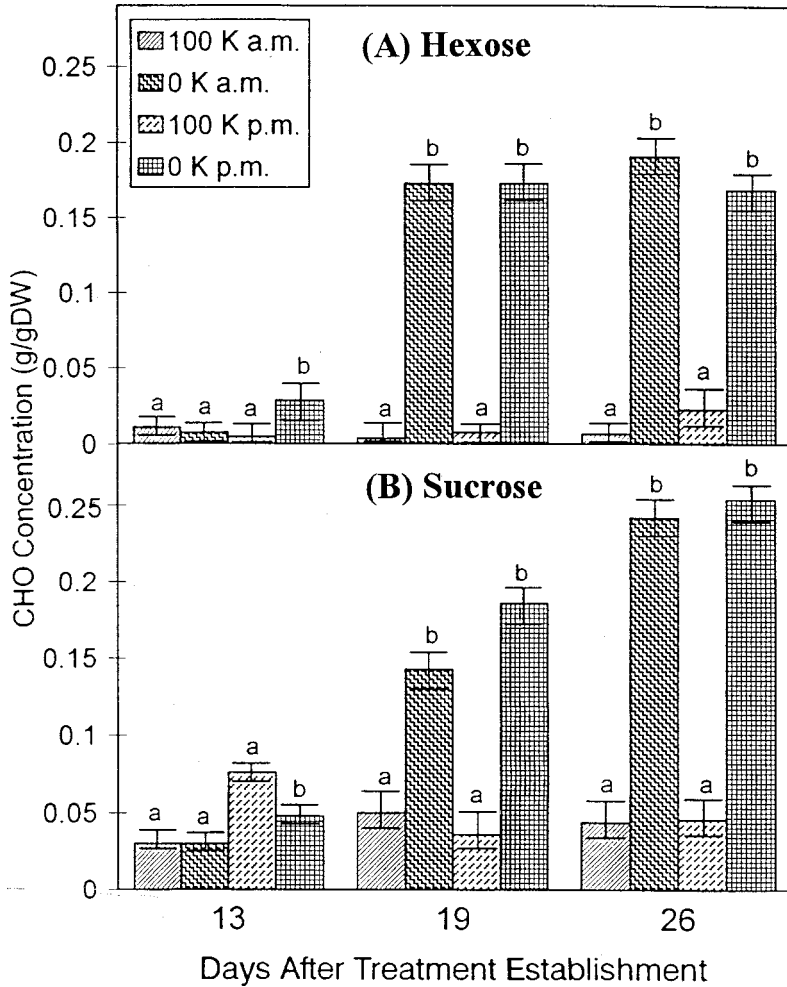 100 K a.m.
0 K a.m.
100 K p.m.
0 K p.m.
(A) Hexose
CHO Concentration (g/gDW)
0.25
0.2
0.15
0.1
0.05
0
a a a b
a b a b
a b a b
(B) Sucrose
0.25
0.2
0.15
0.1
0.05
0
a a a b
a b a b
a b a b
13 19 26
Days After Treatment Establishment